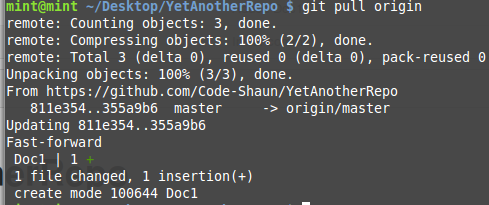 mint@mint ~/Desktop/YetAnotherRepo $ git pull origin
remote: Counting objects: 3, done.
remote: Compressing objects: 100% (2/2), done.
remote: Total 3 (delta 0), reused 0 (delta 0), pack-reused 0
Unpacking objects: 100% (3/3), done.
From https://github.com/Code-Shaun/YetAnotherRepo
   811e354..355a9b6  master     -> origin/master
Updating 811e354..355a9b6
Fast-forward
 Doc1 | 1 +
 1 file changed, 1 insertion(+)
 create mode 100644 Doc1